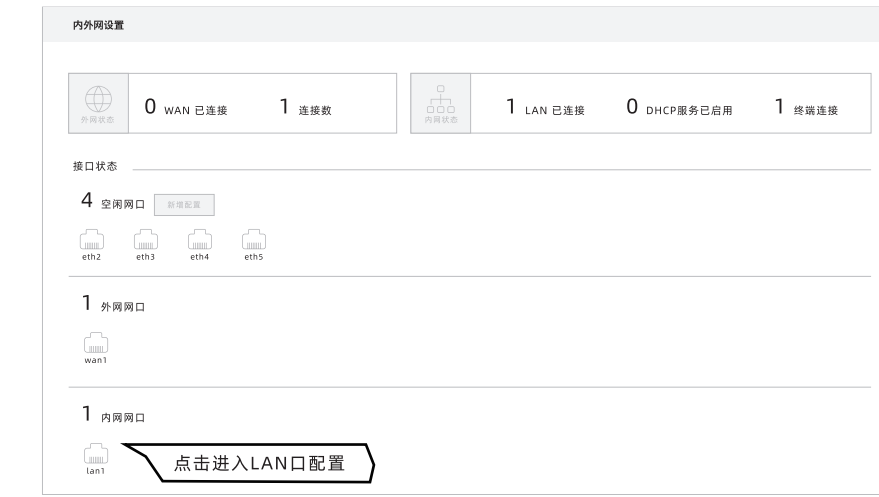 内外网设置
外网状态
0 WAN 已连接
1 连接数
内网状态
1 LAN 已连接
0 DHCP服务已启用
1 终端连接
接口状态
4 空闲网口
新增配置
eth2
eth3
eth4
eth5
1 外网网口
wan1
1 内网网口
lan1
点击进入LAN口配置